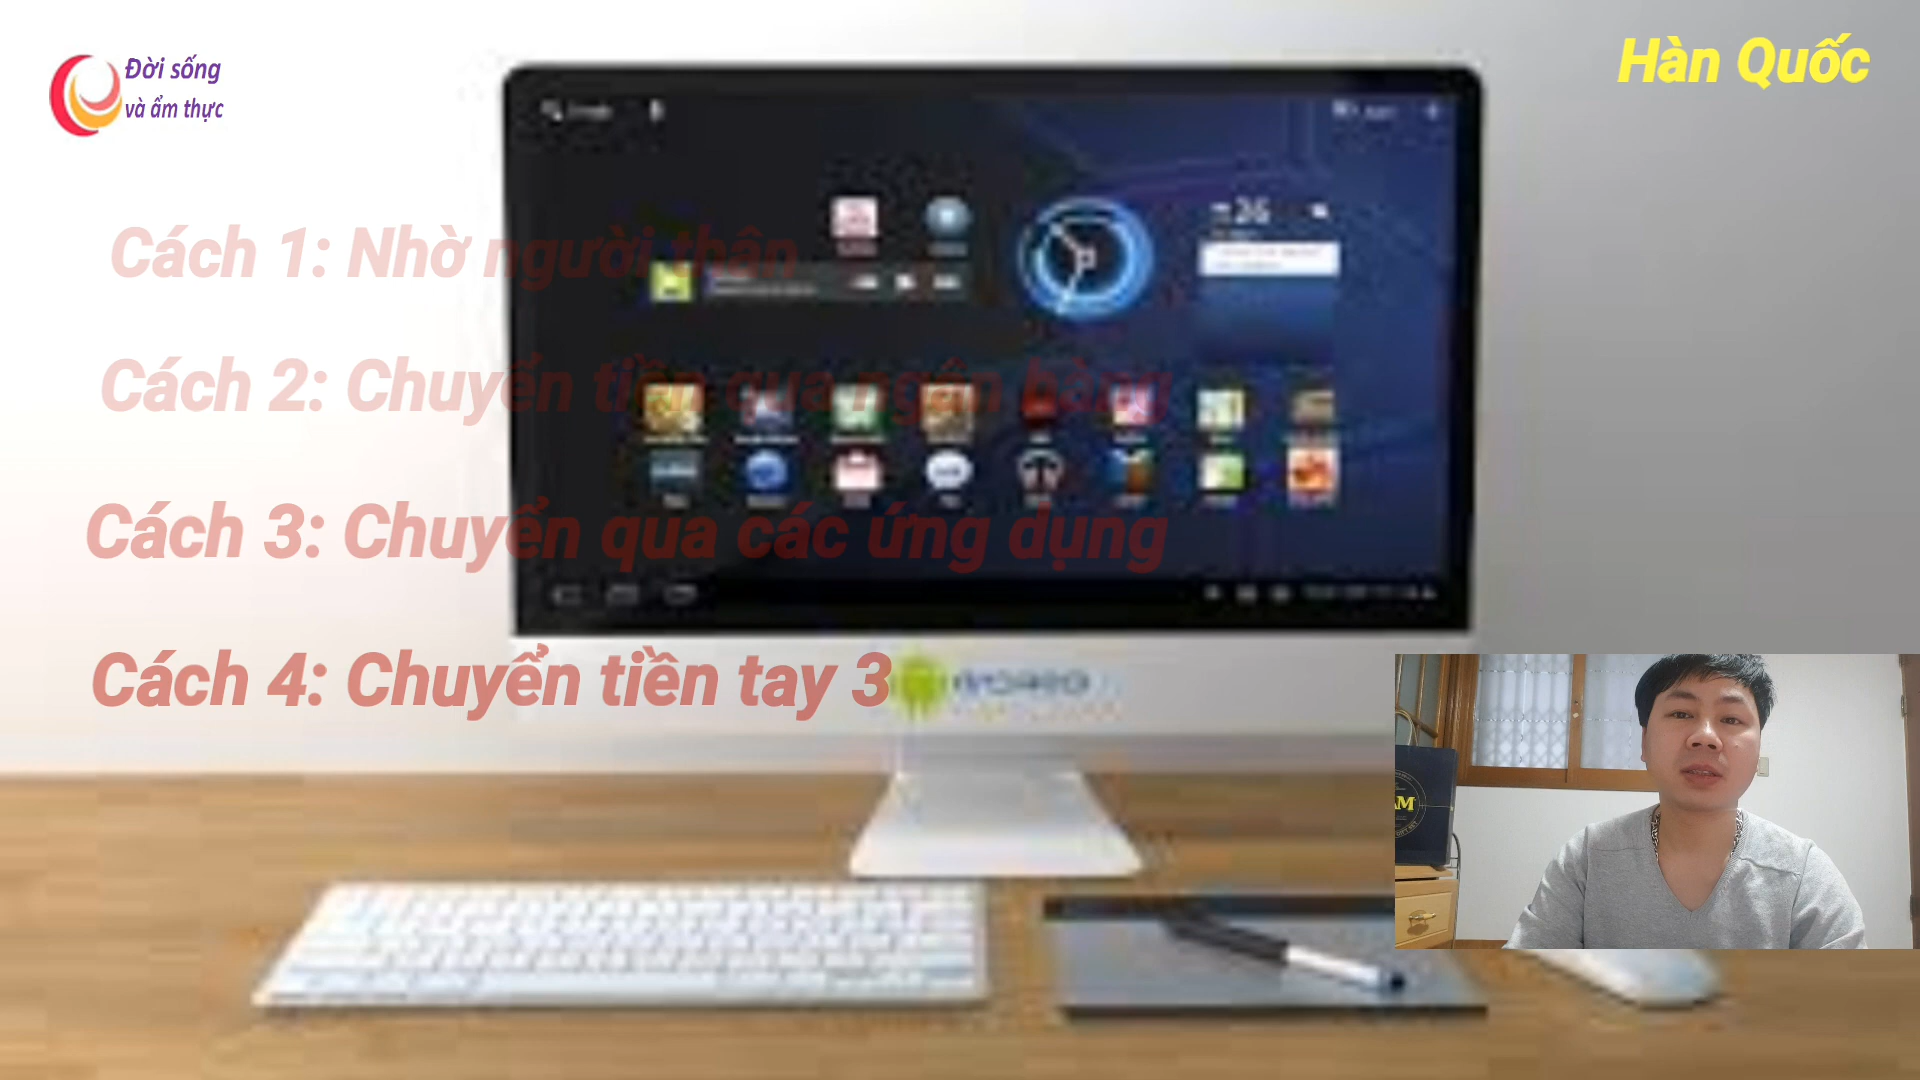 Đời sống
và ẩm thực
Hàn Quốc
26
Cách 1: Nhờ người thân
Cách 2: Chuyển tiền qua ngân hàng
Cách 3: Chuyển qua các ứng dụng
Cách 4: Chuyển tiền tay 3